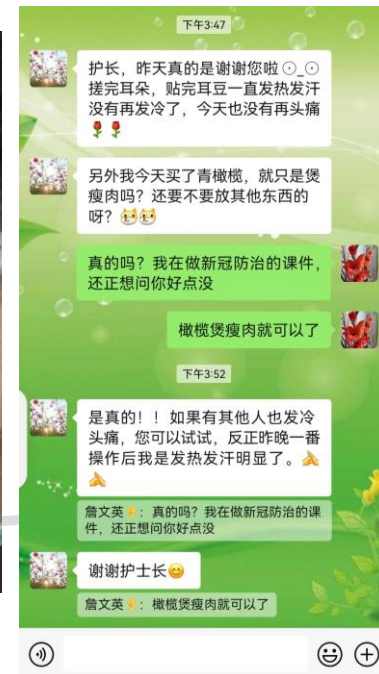 下午3:47
护长，昨天真的是谢谢您啦⊙_⊙
搓完耳朵，贴完耳豆一直发热发汗
没有再发冷了，今天也没有再头痛
🌹🌹
另外我今天买了青橄榄，就只是煲
瘦肉吗？还要不要放其他东西的
呀？😹😹
真的吗？我在做新冠防治的课件，
还正想问你好点没
橄榄煲瘦肉就可以了
下午3:52
是真的！！如果有其他人也发冷
头痛，您可以试试，反正昨晚一番
操作后我是发热发汗明显了。🙏
🙏
詹文英：真的吗？我在做新冠防治的课
件，还正想问你好点没
谢谢护士长😊
詹文英：橄榄煲瘦肉就可以了